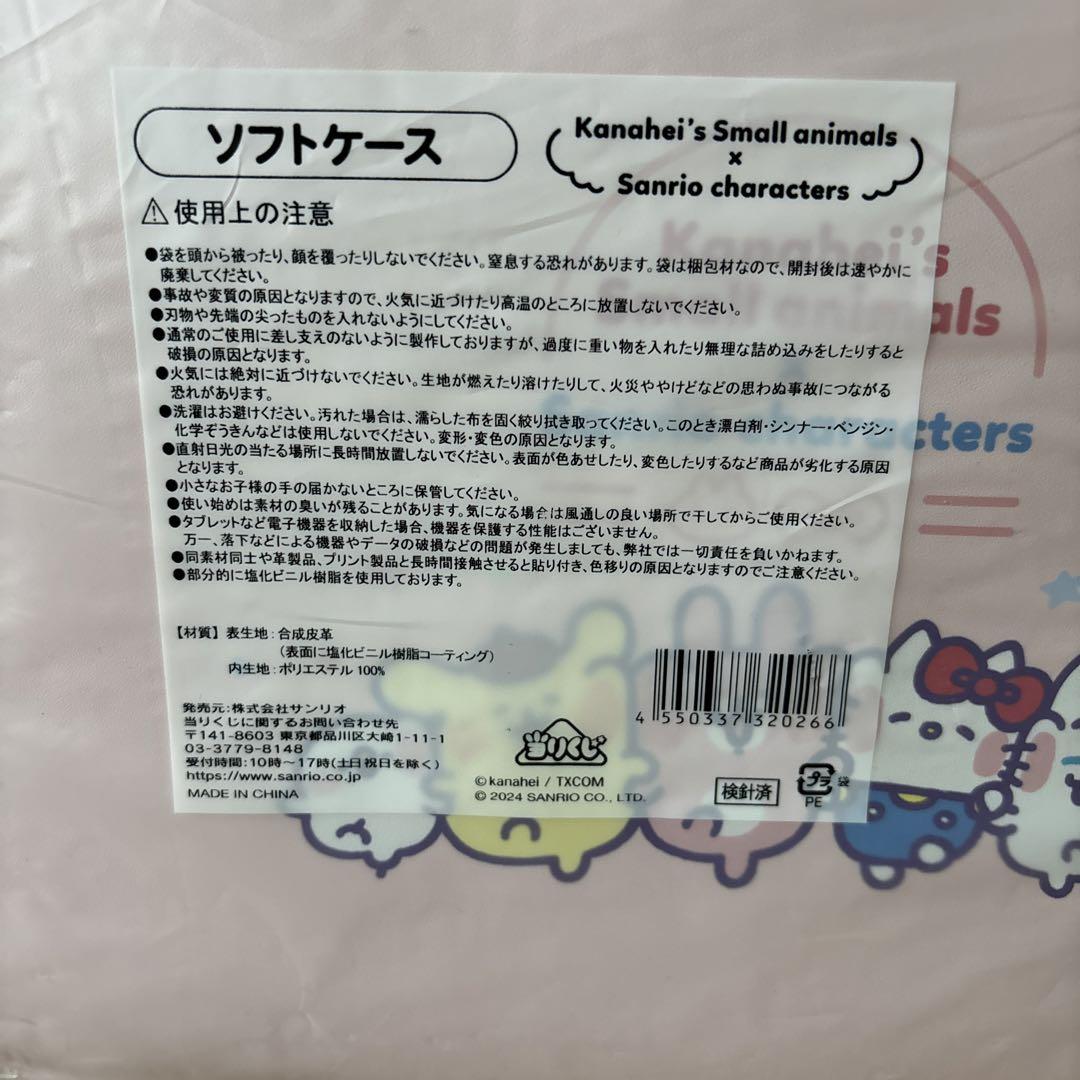 ソフトケース
Kanahei's Small animals
×
Sanrio characters
⚠使用上の注意
●袋を頭から被ったり、顔を覆ったりしないでください。窒息する恐れがあります。袋は梱包材なので、開封後は速やかに
廃棄してください。
●事故や変質の原因となりますので、火気に近づけたり高温のところに放置しないでください。
●刃物や先端の尖ったものを入れないようにしてください。
●通常のご使用に差し支えのないように製作しておりますが、過度に重い物を入れたり無理な詰め込みをしたりすると
破損の原因となります。
●火気には絶対に近づけないでください。生地が燃えたり溶けたりして、火災ややけどなどの思わぬ事故につながる
恐れがあります。
●洗濯はお避けください。汚れた場合は、濡らした布を固く絞り拭き取ってください。このとき漂白剤・シンナー・ベンジン・
化学ぞうきんなどは使用しないでください。変形・変色の原因となります。
●直射日光の当たる場所に長時間放置しないでください。表面が色あせしたり、変色したりするなど商品が劣化する原因
となります。
●小さなお子様の手の届かないところに保管してください。
●使い始めは素材の臭いが残ることがあります。気になる場合は風通しの良い場所で干してからご使用ください。
●タブレットなど電子機器を収納した場合、機器を保護する性能はございません。
万一、落下などによる機器やデータの破損などの問題が発生しましても、弊社では一切責任を負いかねます。
●同素材同士や革製品、プリント製品と長時間接触させると貼り付き、色移りの原因となりますのでご注意ください。
●部分的に塩化ビニル樹脂を使用しております。
【材質】表生地：合成皮革
（表面に塩化ビニル樹脂コーティング）
内生地：ポリエステル 100%
発売元：株式会社サンリオ
当りくじに関するお問い合わせ先
〒141-8603 東京都品川区大崎1-11-1
03-3779-8148
受付時間：10時～17時（土日祝日を除く）
https://www.sanrio.co.jp
MADE IN CHINA
当りくじ
©kanahei / TXCOM
© 2024 SANRIO CO., LTD.
4 550337 320266
検針済
プラ 袋
PE
Kanahei's
Small animals
×
Sanrio characters